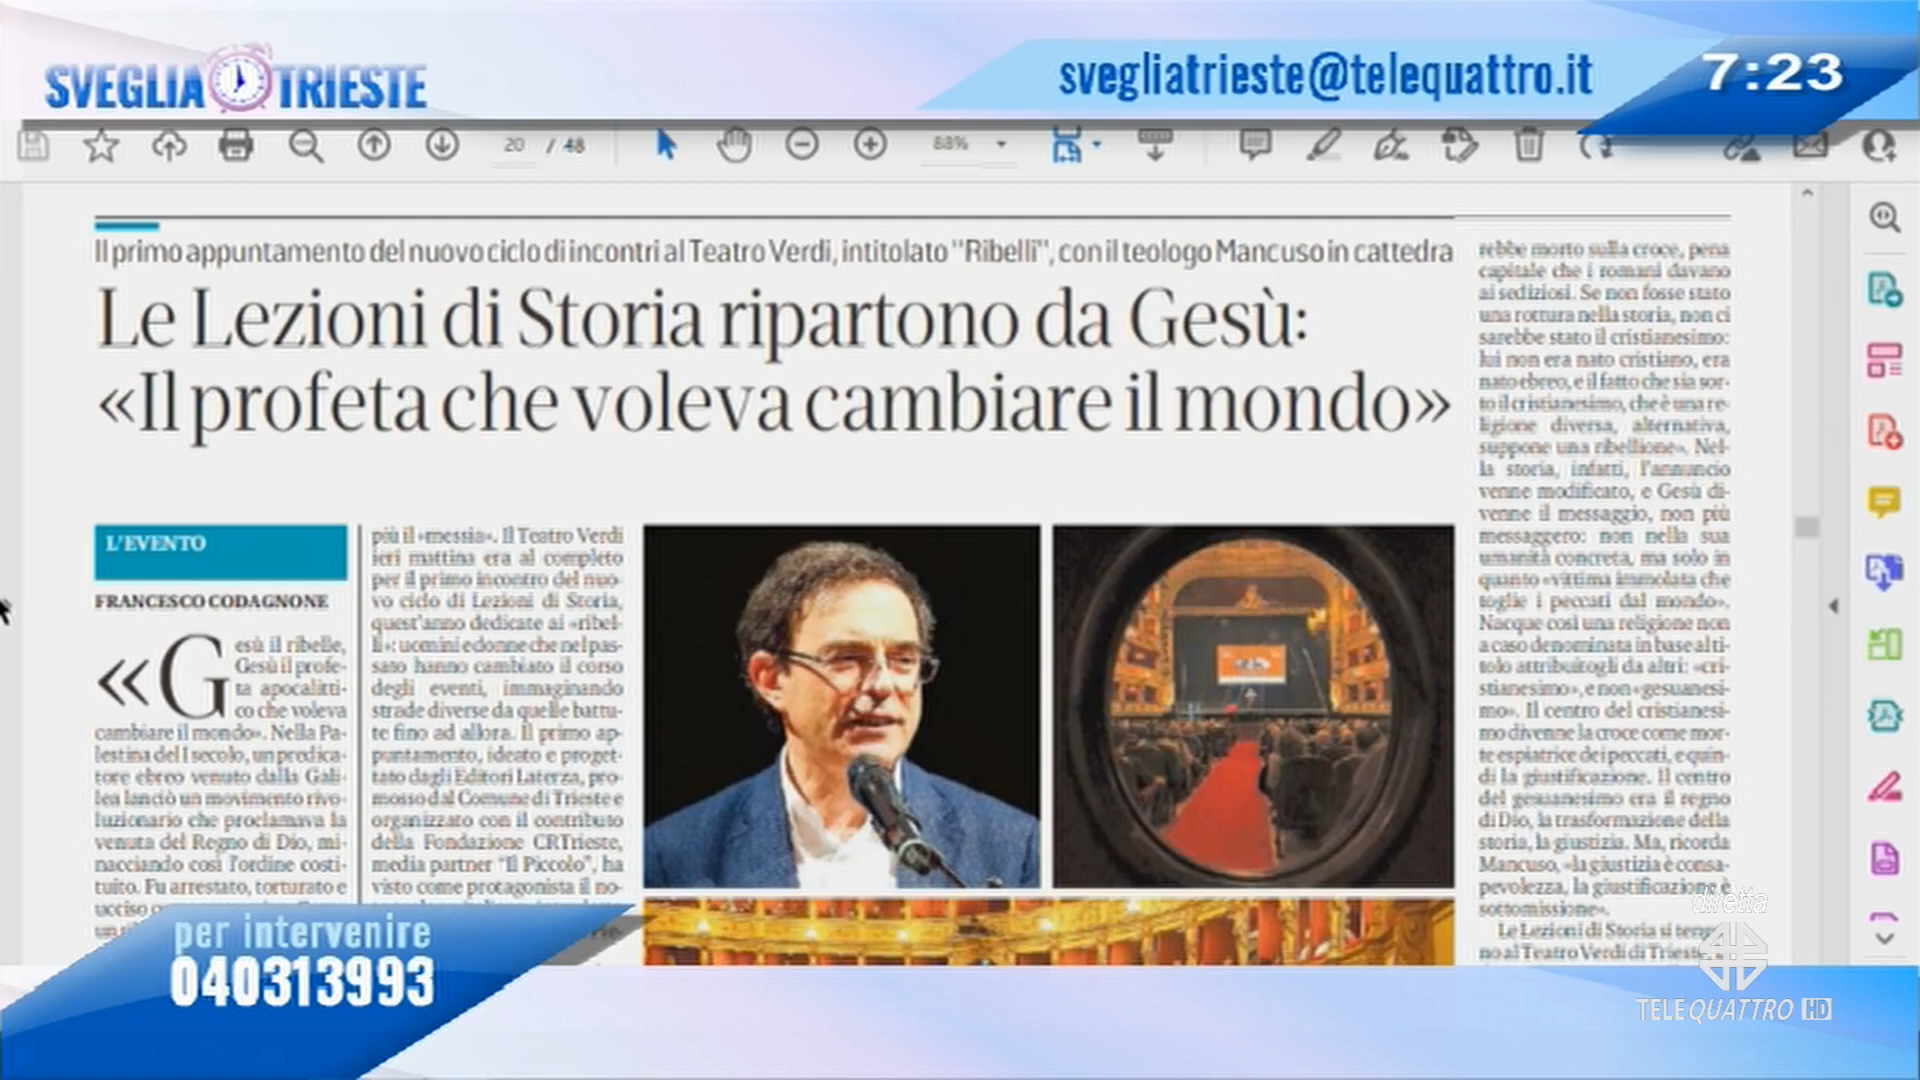 SVEGLIA TRIESTE
svegliatrieste@telequattro.it
7:23
20 / 48
88%
Il primo appuntamento del nuovo ciclo di incontri al Teatro Verdi, intitolato "Ribelli", con il teologo Mancuso in cattedra
Le Lezioni di Storia ripartono da Gesù:
«Il profeta che voleva cambiare il mondo»
L'EVENTO
FRANCESCO CODAGNONE
«Gesù il ribelle,
Gesù il profe-
ta apocalitti-
co che voleva
cambiare il mondo». Nella Pa-
lestina del I secolo, un predica-
tore ebreo venuto dalla Gali-
lea lanciò un movimento rivo-
luzionario che proclamava la
venuta del Regno di Dio, mi-
nacciando così l'ordine costi-
tuito. Fu arrestato, torturato e
ucciso
più il «messia». Il Teatro Verdi
ieri mattina era al completo
per il primo incontro del nuo-
vo ciclo di Lezioni di Storia,
quest'anno dedicate ai «ribel-
li»: uomini e donne che nel pas-
sato hanno cambiato il corso
degli eventi, immaginando
strade diverse da quelle battu-
te fino ad allora. Il primo ap-
puntamento, ideato e proget-
tato dagli Editori Laterza, pro-
mosso dal Comune di Trieste e
organizzato con il contributo
della Fondazione CRTrieste,
media partner "Il Piccolo", ha
visto come protagonista il no-
rebbe morto sulla croce, pena
capitale che i romani davano
ai sediziosi. Se non fosse stato
una rottura nella storia, non ci
sarebbe stato il cristianesimo:
lui non era nato cristiano, era
nato ebreo, e il fatto che sia sor-
to il cristianesimo, che è una re-
ligione diversa, alternativa,
suppone una ribellione». Nel-
la storia, infatti, l'annuncio
venne modificato, e Gesù di-
venne il messaggio, non più
messaggero: non nella sua
umanità concreta, ma solo in
quanto «vittima immolata che
toglie i peccati dal mondo».
Nacque così una religione non
a caso denominata in base al ti-
tolo attribuitogli da altri: «cri-
stianesimo», e non «gesuanesi-
mo». Il centro del cristianesi-
mo divenne la croce come mor-
te espiatrice dei peccati, e quin-
di la giustificazione. Il centro
del gesuanesimo era il regno
di Dio, la trasformazione della
storia, la giustizia. Ma, ricorda
Mancuso, «la giustizia è consa-
pevolezza, la giustificazione è
sottomissione».
Le Lezioni di Storia si
no al Teatro Verdi di Trieste
per intervenire
040313993
diretta
TELEQUATTRO HD